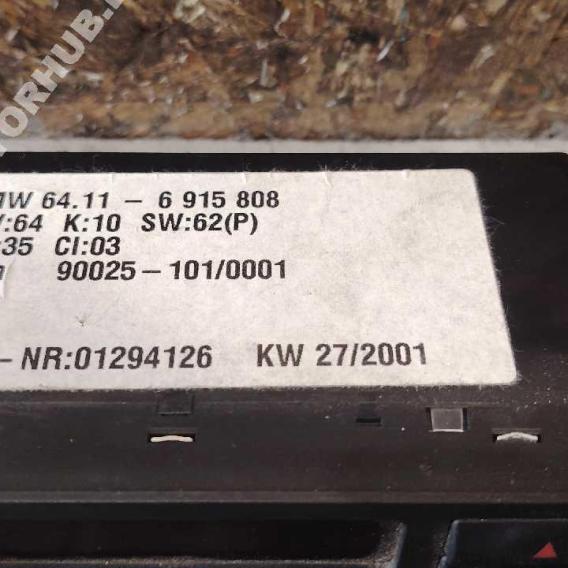 TORHUB.
64.11 - 6 915 808
:64 K:10 SW:62(P)
:35 CI:03
90025-101/0001
- NR:01294126 KW 27/2001